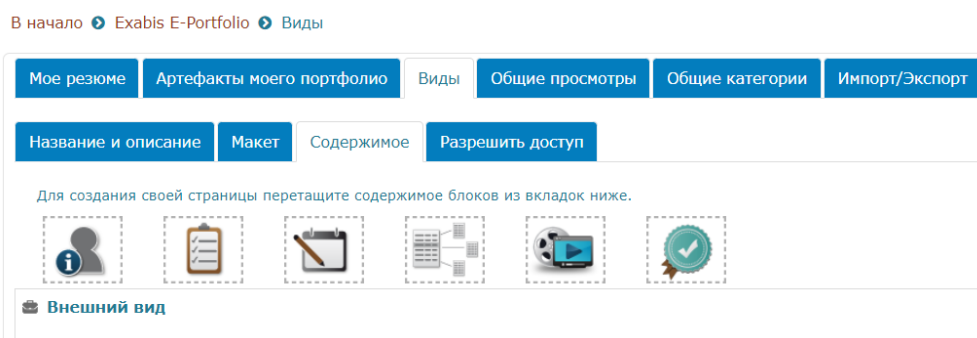 В начало Exabis E-Portfolio Виды
Мое резюме Артефакты моего портфолио Виды Общие просмотры Общие категории Импорт/Экспорт
Название и описание Макет Содержимое Разрешить доступ
Для создания своей страницы перетащите содержимое блоков из вкладок ниже.
Внешний вид